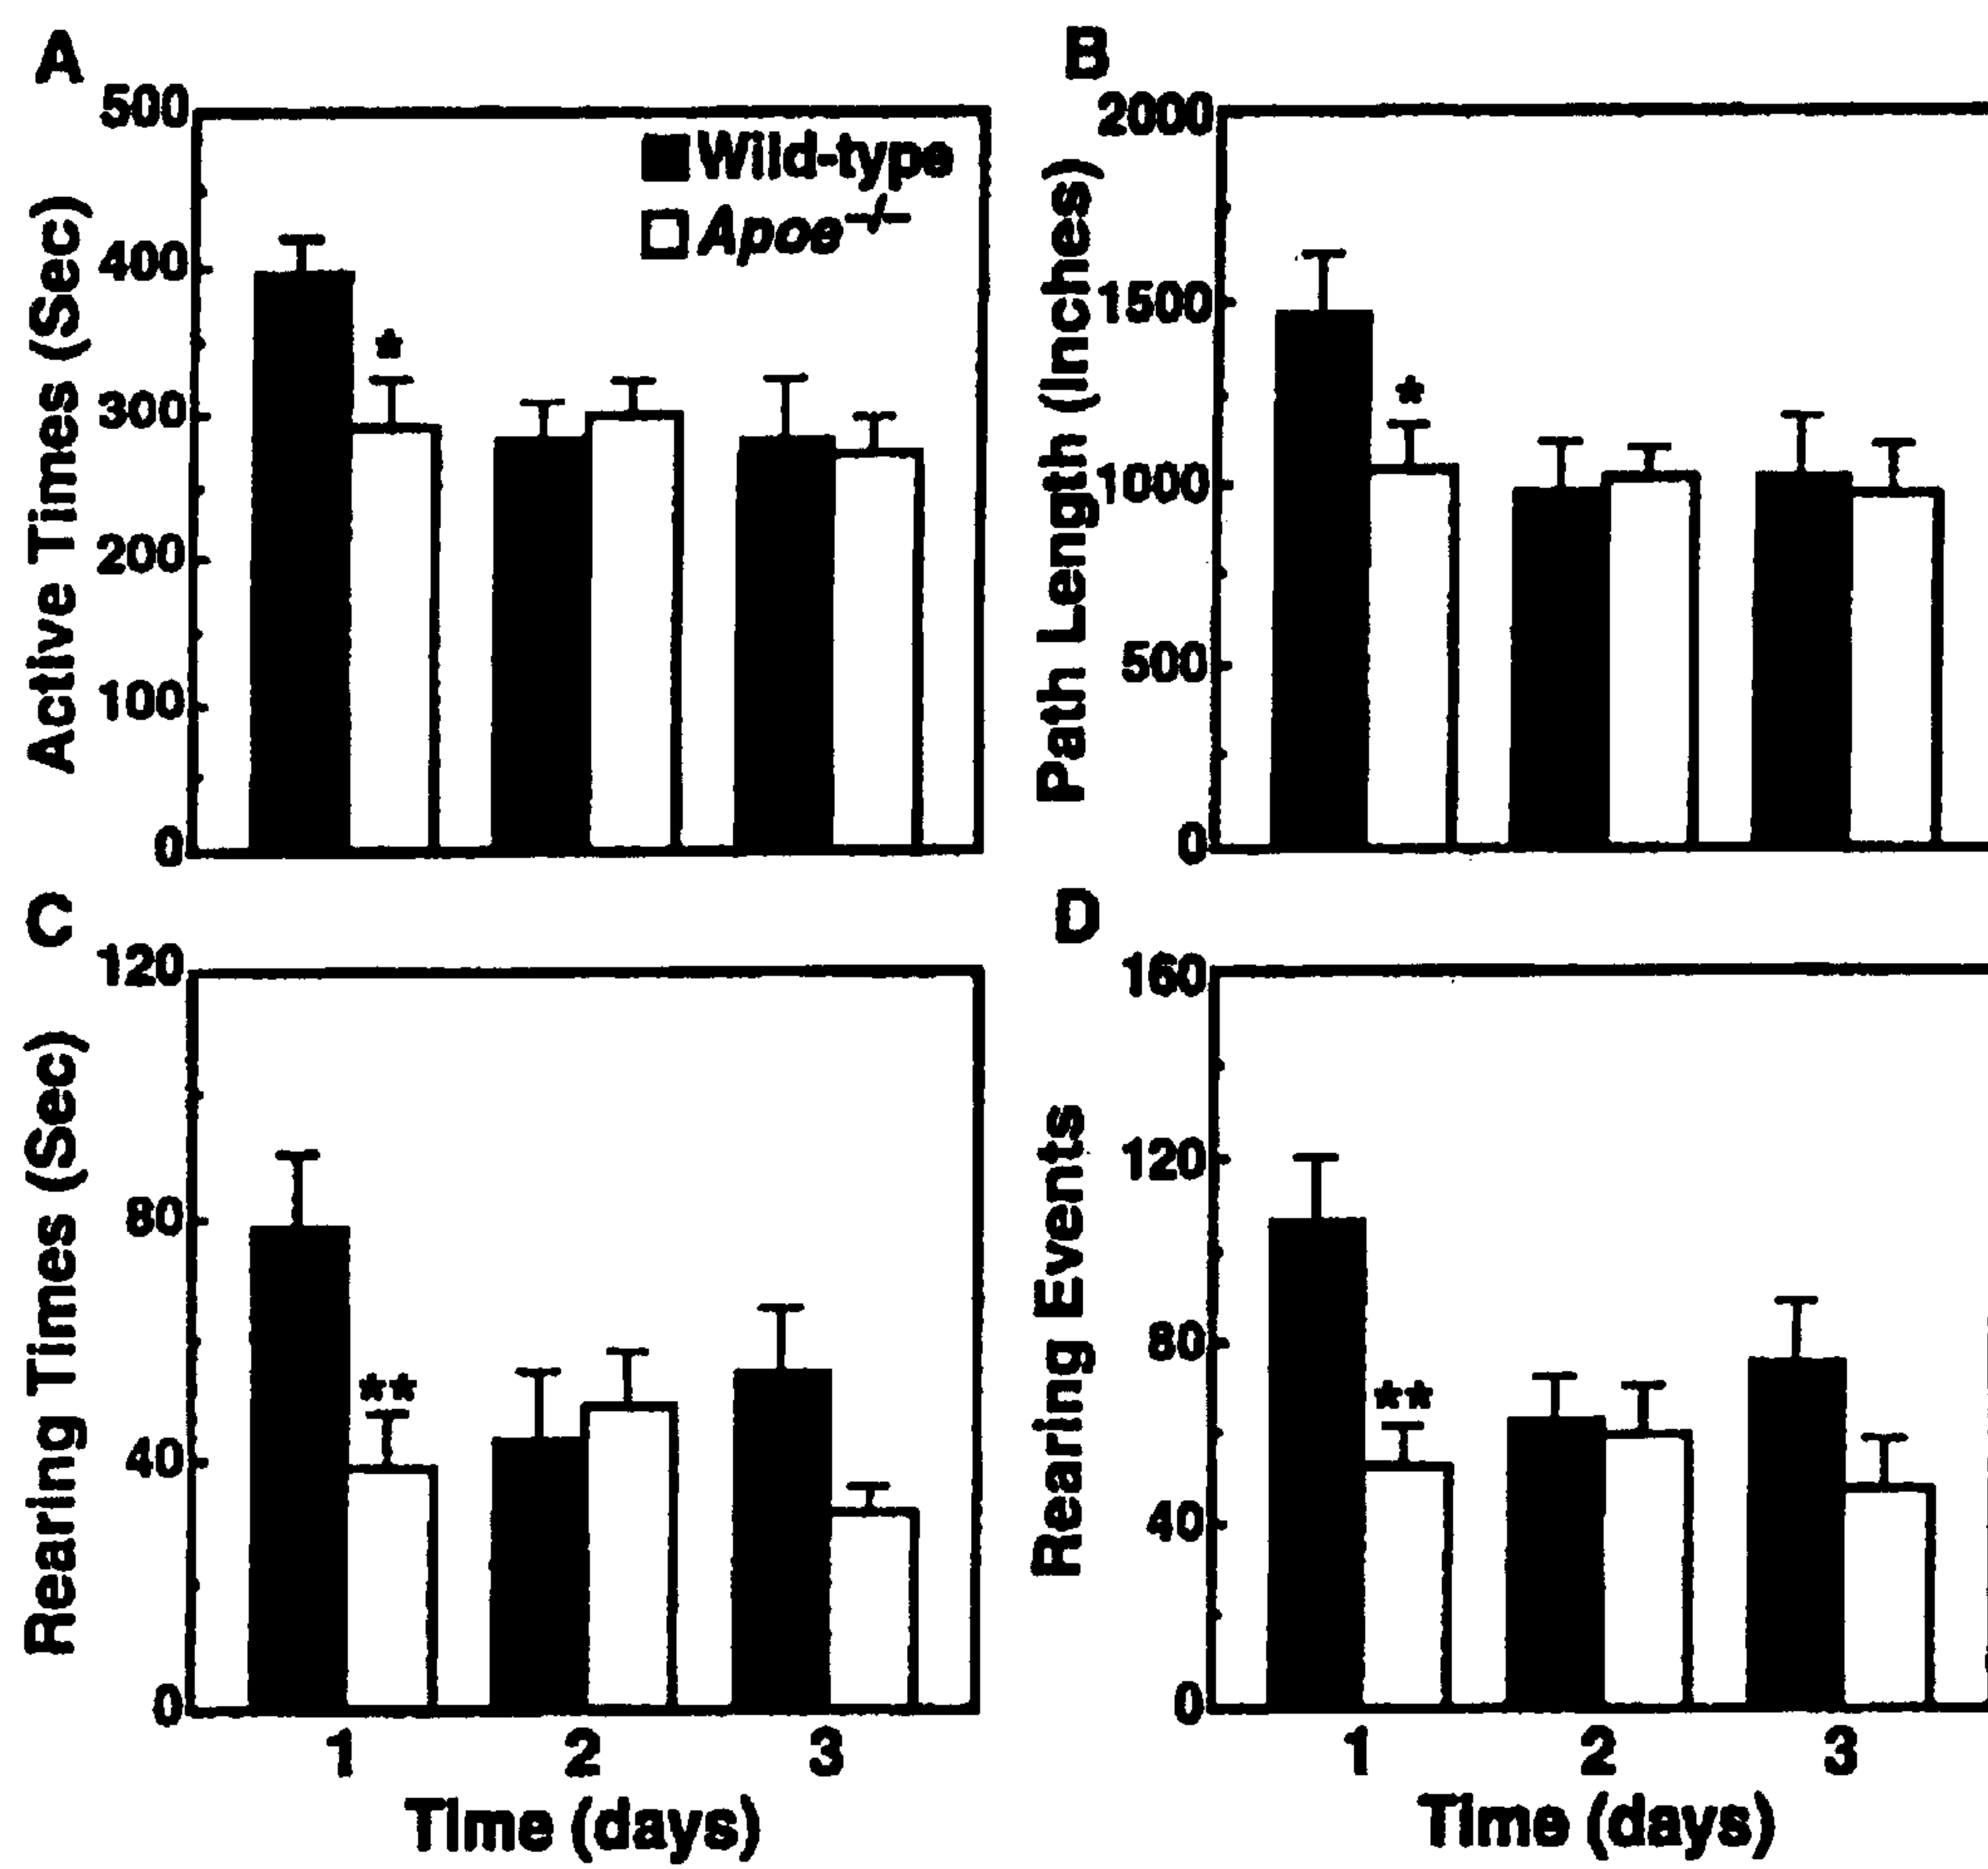 A
500
400
300
200
100
0
Active Times (Sec)
Wild-type
Apoe-/-
*
B
2000
1500
1000
500
0
Path Length (Inches)
*
C
120
80
40
0
Rearing Times (Sec)
**
1 2 3
Time (days)
D
160
120
80
40
0
Rearing Events
**
1 2 3
Time (days)